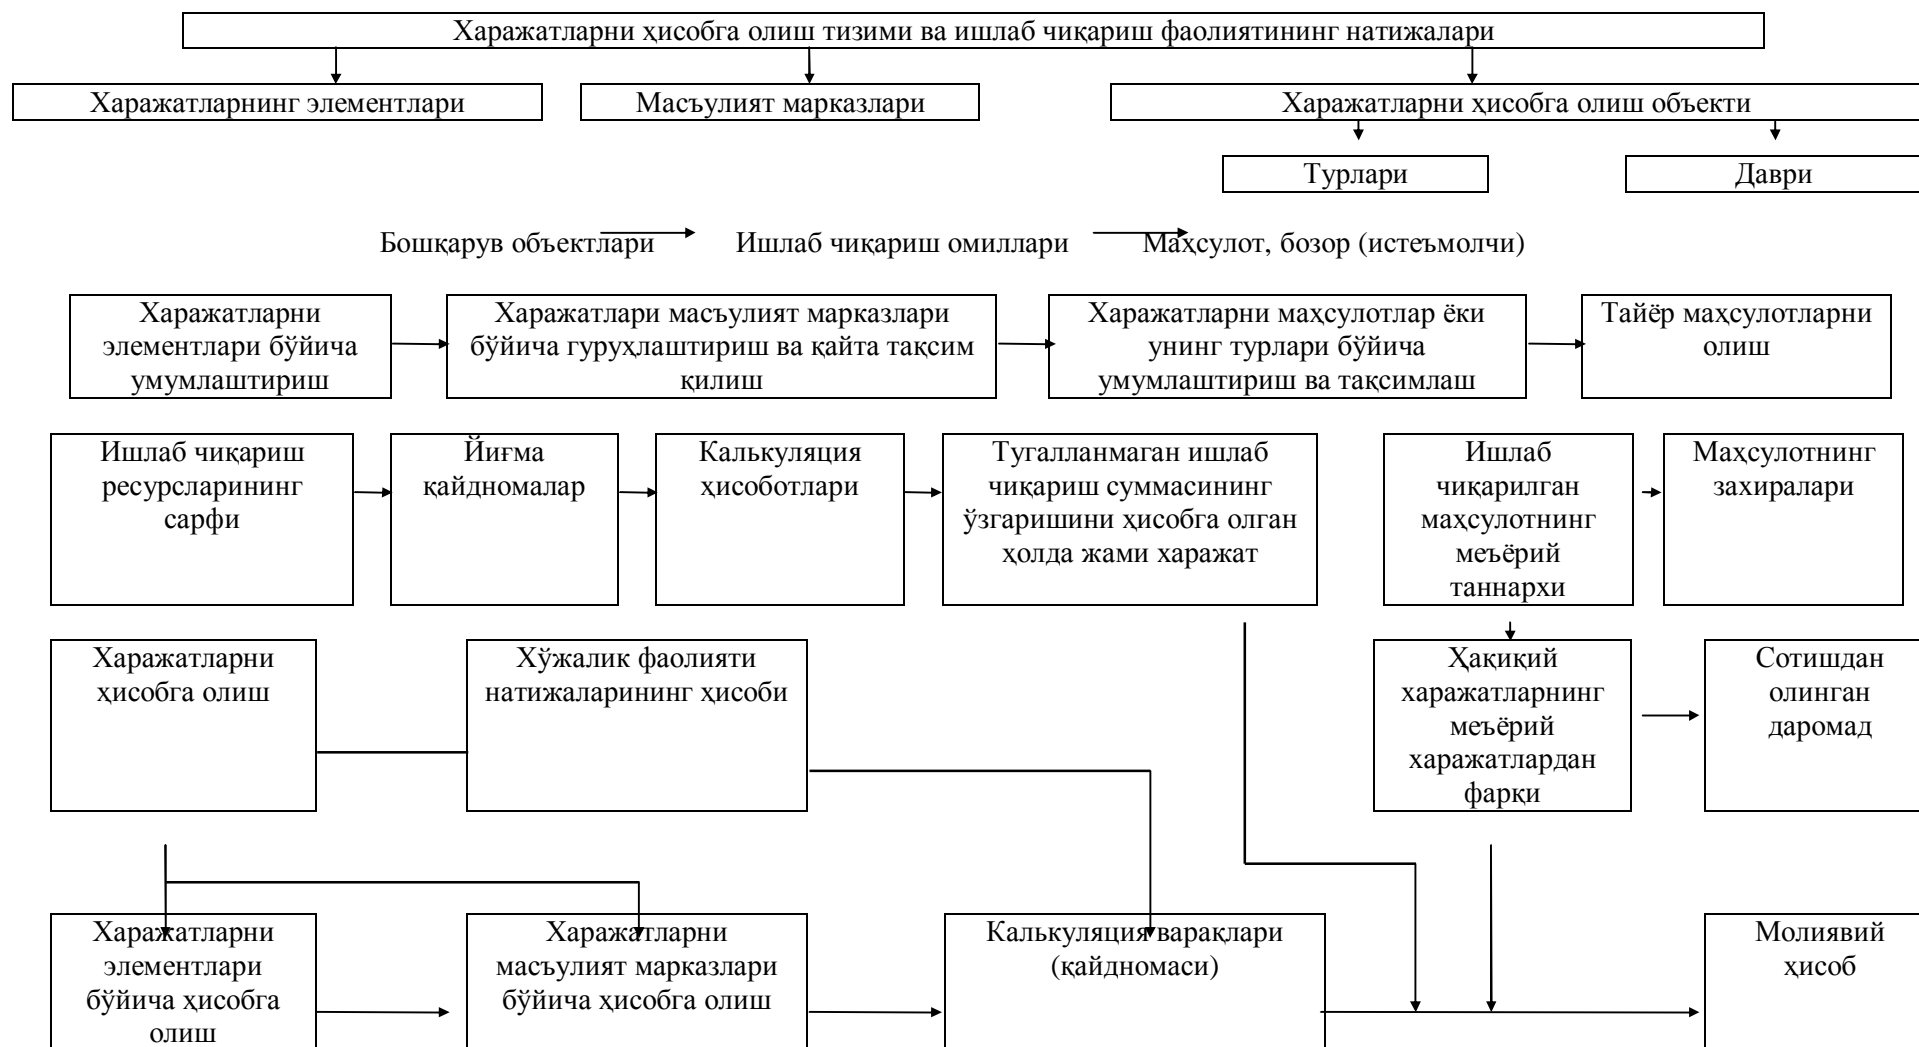 Харажатларни ҳисобга олиш тизими ва ишлаб чиқариш фаолиятининг натижалари
Харажатларнинг элементлари
Масъулият марказлари
Харажатларни ҳисобга олиш объекти
Турлари
Даври
Бошқарув объектлари
Ишлаб чиқариш омиллари
Маҳсулот, бозор (истеъмолчи)
Харажатларни
элементлари бўйича
умумлаштириш
Харажатлари масъулият марказлари
бўйича гуруҳлаштириш ва қайта тақсим
қилиш
Харажатларни маҳсулотлар ёки
унинг турлари бўйича
умумлаштириш ва тақсимлаш
Тайёр маҳсулотларни
олиш
Ишлаб чиқариш
ресурсларининг
сарфи
Йиғма
қайдномалар
Калькуляция
ҳисоботлари
Тугалланмаган ишлаб
чиқариш суммасининг
ўзгаришини ҳисобга олган
ҳолда жами харажат
Ишлаб
чиқарилган
маҳсулотнинг
меъёрий
таннархи
Маҳсулотнинг
захиралари
Харажатларни
ҳисобга олиш
Хўжалик фаолияти
натижаларининг ҳисоби
Ҳақиқий
харажатларнинг
меъёрий
харажатлардан
фарқи
Сотишдан
олинган
даромад
Харажатларни
элементлари
бўйича ҳисобга
олиш
Харажатларни
масъулият марказлари
бўйича ҳисобга олиш
Калькуляция варақлари
(қайдномаси)
Молиявий
ҳисоб